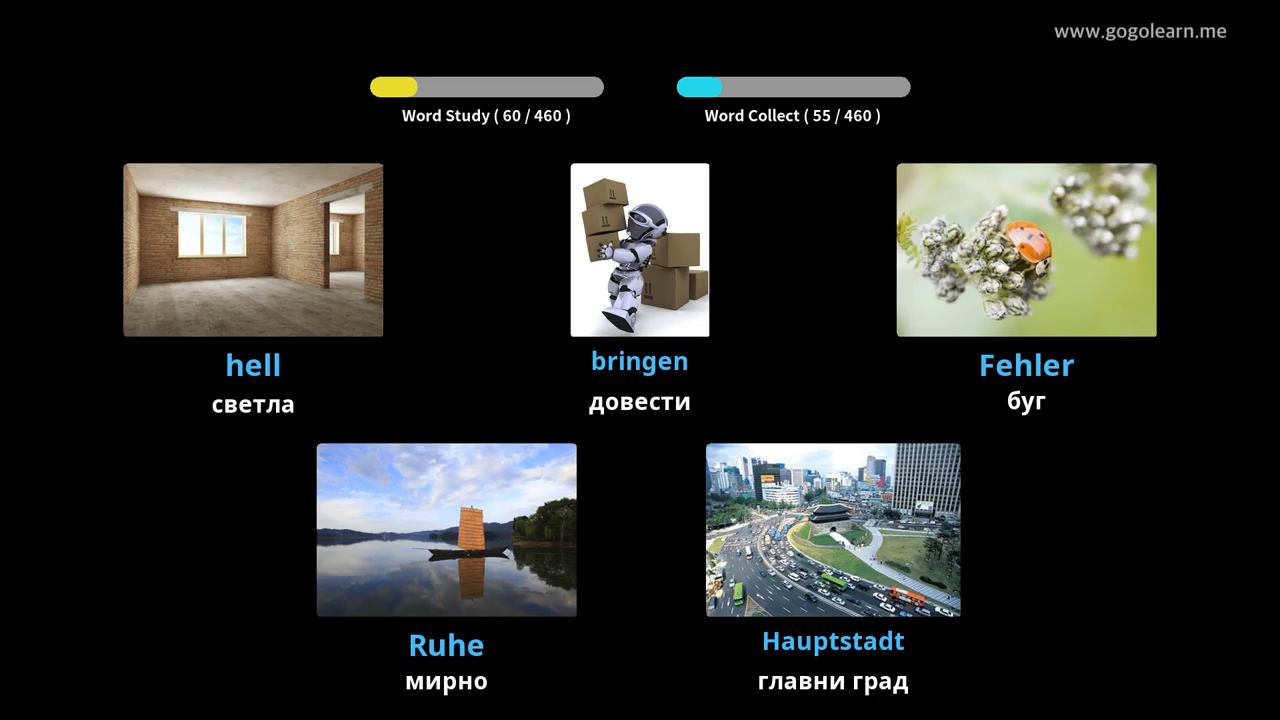 www.gogolearn.me
Word Study ( 60 / 460 )
Word Collect ( 55 / 460 )
hell
светла
bringen
довести
Fehler
буг
Ruhe
мирно
Hauptstadt
главни град